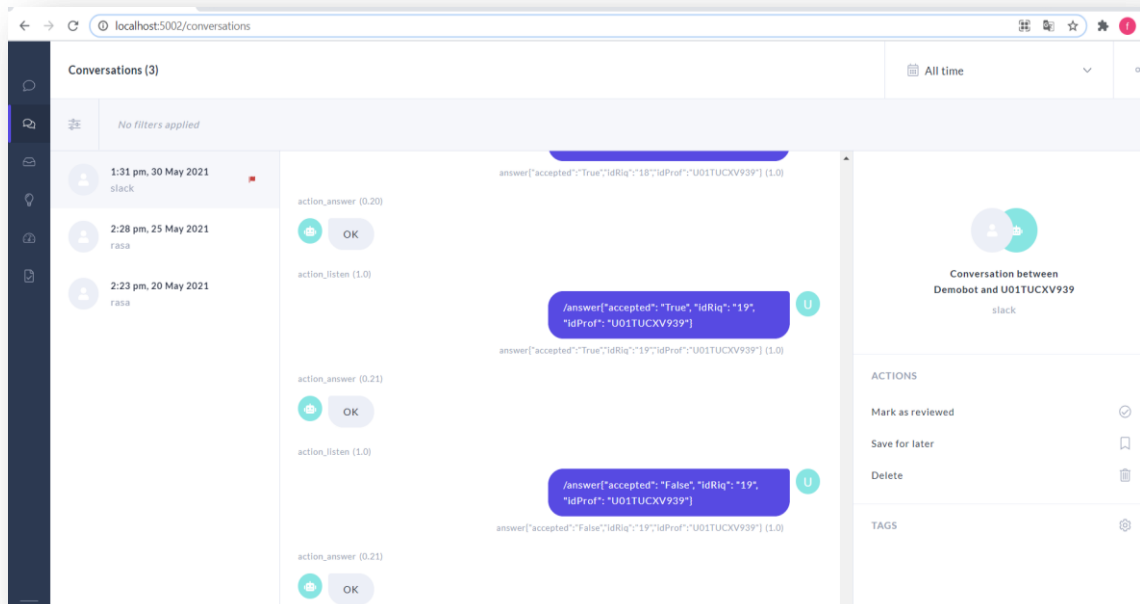 localhost:5002/conversations
f
Conversations (3)
All time
No filters applied
1:31 pm, 30 May 2021
slack
2:28 pm, 25 May 2021
rasa
2:23 pm, 20 May 2021
rasa
answer["accepted":"True","idRiq":"18","idProf":"U01TUCXV939"] (1.0)
action_answer (0.20)
OK
action_listen (1.0)
/answer["accepted": "True", "idRiq": "19",
"idProf": "U01TUCXV939"]
U
answer["accepted":"True","idRiq":"19","idProf":"U01TUCXV939"] (1.0)
action_answer (0.21)
OK
action_listen (1.0)
/answer["accepted": "False", "idRiq": "19",
"idProf": "U01TUCXV939"]
U
answer["accepted":"False","idRiq":"19","idProf":"U01TUCXV939"] (1.0)
action_answer (0.21)
OK
Conversation between
Demobot and U01TUCXV939
slack
ACTIONS
Mark as reviewed
Save for later
Delete
TAGS